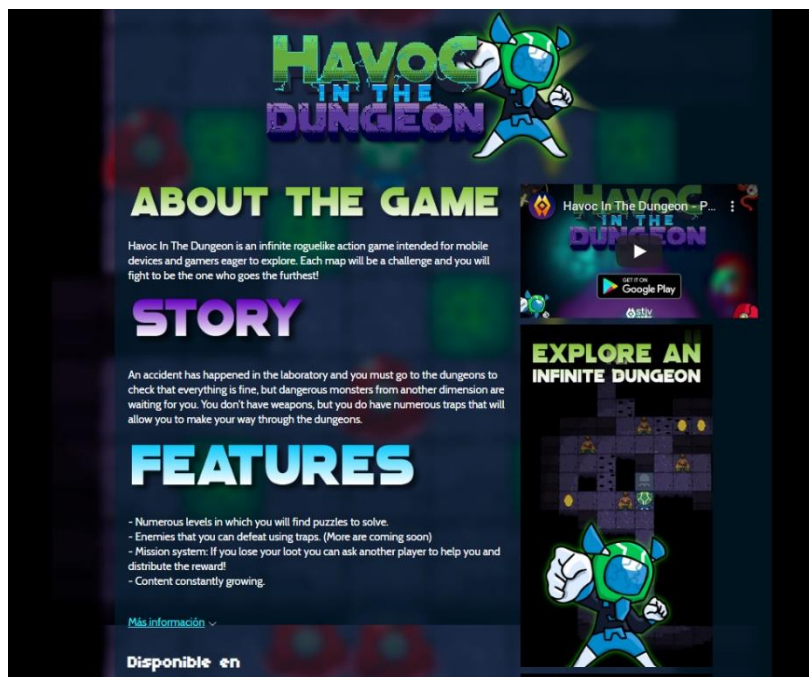 HAVOC
IN THE
DUNGEON
ABOUT THE GAME
Havoc In The Dungeon is an infinite roguelike action game intended for mobile
devices and gamers eager to explore. Each map will be a challenge and you will
fight to be the one who goes the furthest!
STORY
An accident has happened in the laboratory and you must go to the dungeons to
check that everything is fine, but dangerous monsters from another dimension are
waiting for you. You don't have weapons, but you do have numerous traps that will
allow you to make your way through the dungeons.
FEATURES
- Numerous levels in which you will find puzzles to solve.
- Enemies that you can defeat using traps. (More are coming soon)
- Mission system: If you lose your loot you can ask another player to help you and
distribute the reward!
- Content constantly growing.
Más información
Disponible en
Havoc In The Dungeon - P...
HAVOC
IN THE
DUNGEON
GET IT ON
Google Play
stiv
EXPLORE AN
INFINITE DUNGEON